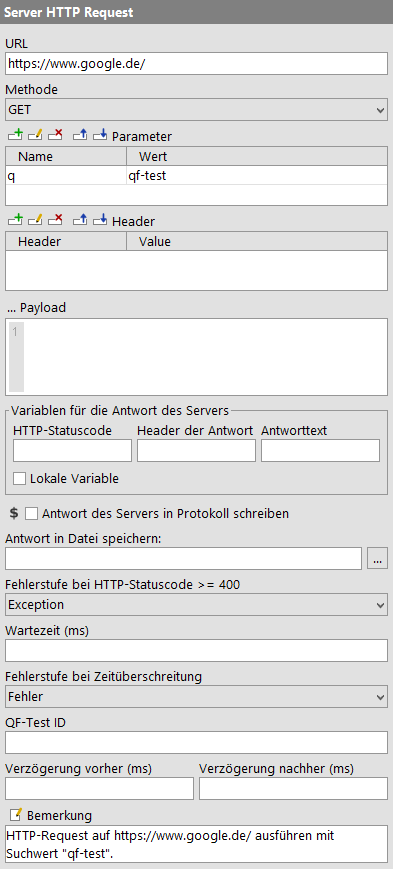 Server HTTP Request
URL
https://www.google.de/
Methode
GET
Parameter
Name Wert
q qf-test
Header
Header Value
... Payload
1
Variablen für die Antwort des Servers
HTTP-Statuscode Header der Antwort Antworttext
Lokale Variable
$ Antwort des Servers in Protokoll schreiben
Antwort in Datei speichern:
...
Fehlerstufe bei HTTP-Statuscode >= 400
Exception
Wartezeit (ms)
Fehlerstufe bei Zeitüberschreitung
Fehler
QF-Test ID
Verzögerung vorher (ms) Verzögerung nachher (ms)
Bemerkung
HTTP-Request auf https://www.google.de/ ausführen mit
Suchwert "qf-test".